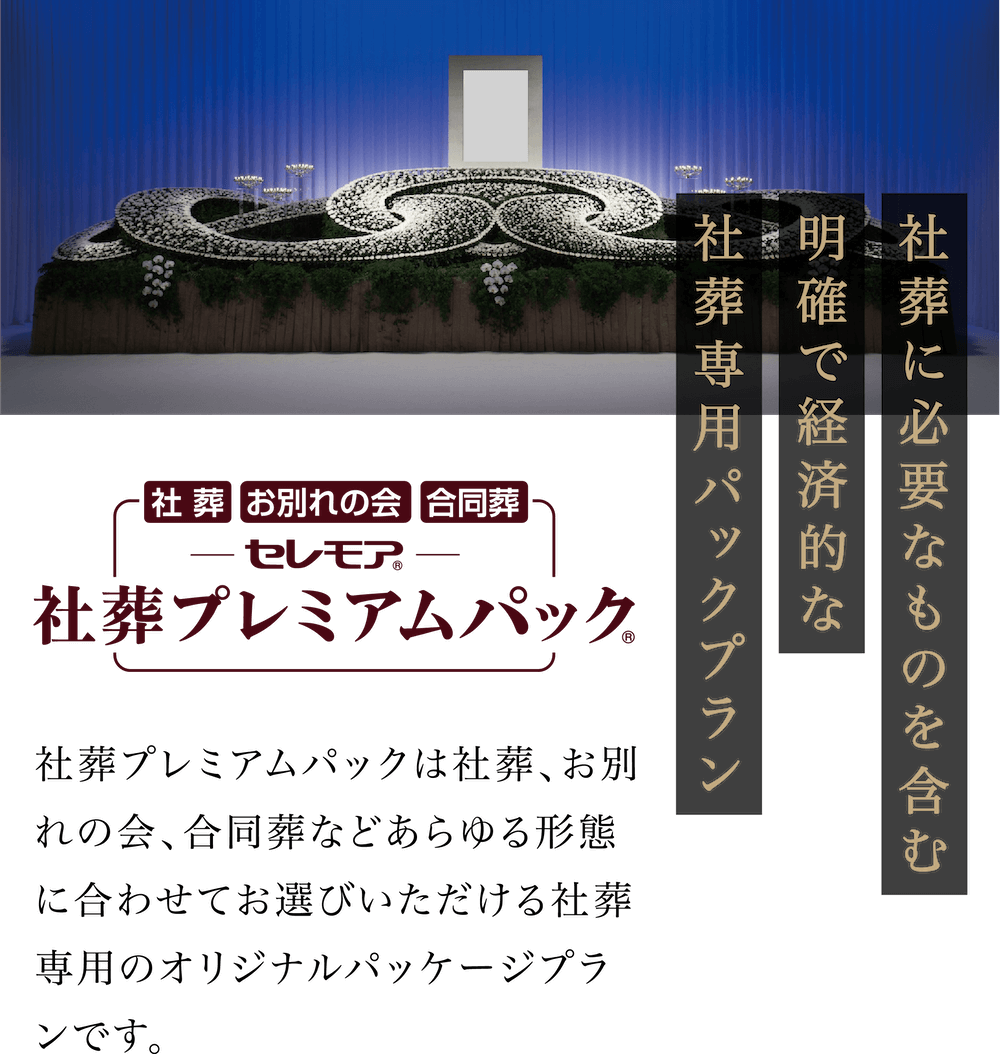 社葬に必要なものを含む
明確で経済的な
社葬専用パックプラン
社葬 お別れの会 合同葬
セレモア®
社葬プレミアムパック®
社葬プレミアムパックは社葬、お別
れの会、合同葬などあらゆる形態
に合わせてお選びいただける社葬
専用のオリジナルパッケージプラ
ンです。